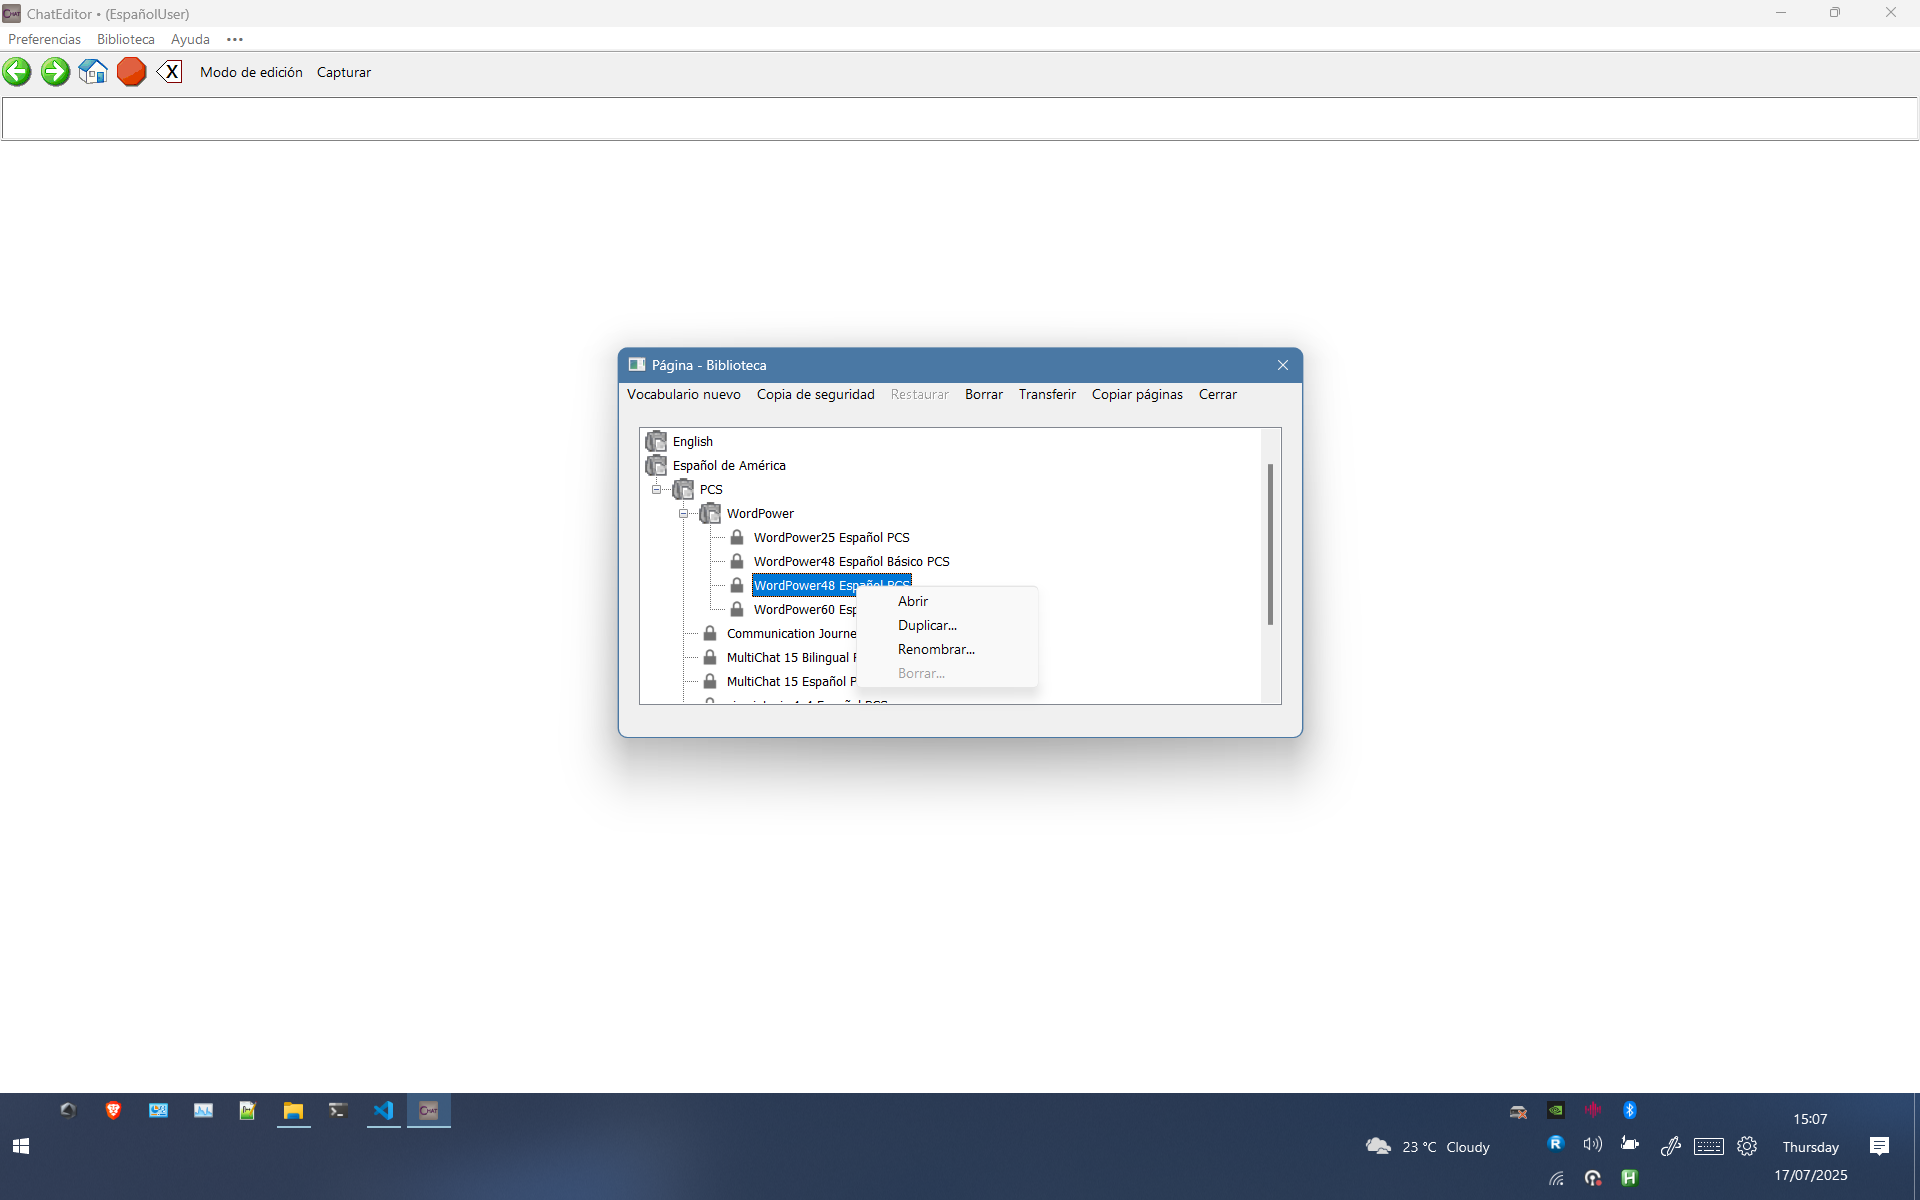 ChatEditor • (EspañolUser)
Preferencias Biblioteca Ayuda •••
X Modo de edición Capturar
Página - Biblioteca
Vocabulario nuevo Copia de seguridad Restaurar Borrar Transferir Copiar páginas Cerrar
English
Español de América
PCS
WordPower
WordPower25 Español PCS
WordPower48 Español Básico PCS
WordPower48 Español PCS
WordPower60
Communication
MultiChat 15 Bilingual
MultiChat 15 Español
Abrir
Duplicar...
Renombrar...
Borrar...
15:07
23 °C Cloudy
Thursday
17/07/2025